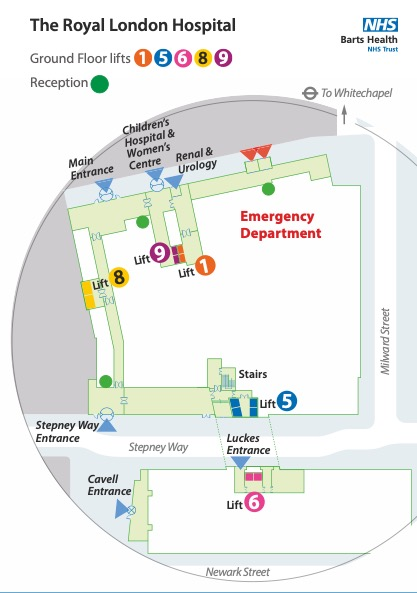 The Royal London Hospital
NHS
Barts Health
NHS Trust
Ground Floor lifts 1 5 6 8 9
Reception
To Whitechapel
Children's
Hospital &
Women's
Centre
Main
Entrance
Renal &
Urology
Emergency
Department
Lift 9
Lift 1
Lift 8
Milward Street
Stairs
Lift 5
Stepney Way
Entrance
Stepney Way
Luckes
Entrance
Cavell
Entrance
Lift 6
Newark Street